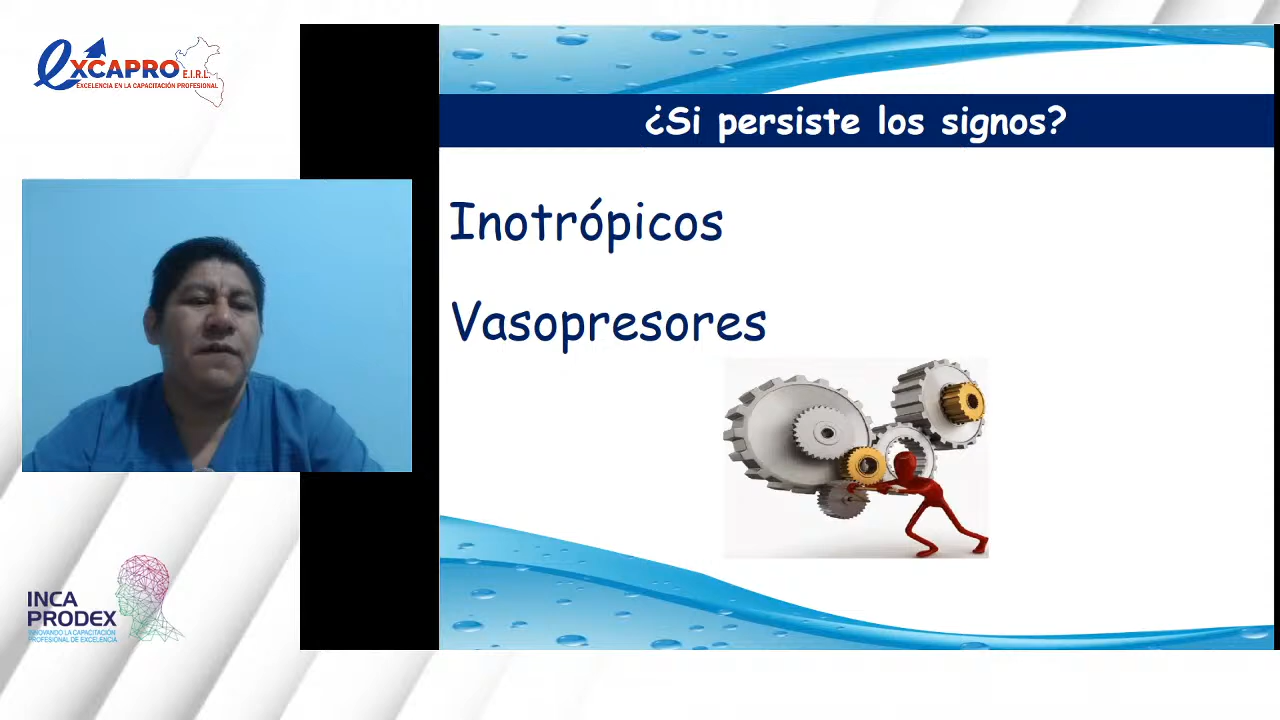 excapro E.I.R.L.
EXCELENCIA EN LA CAPACITACIÓN PROFESIONAL
¿Si persiste los signos?
Inotrópicos
Vasopresores
INCA
PRODEX
INNOVANDO LA CAPACITACIÓN
PROFESIONAL DE EXCELENCIA